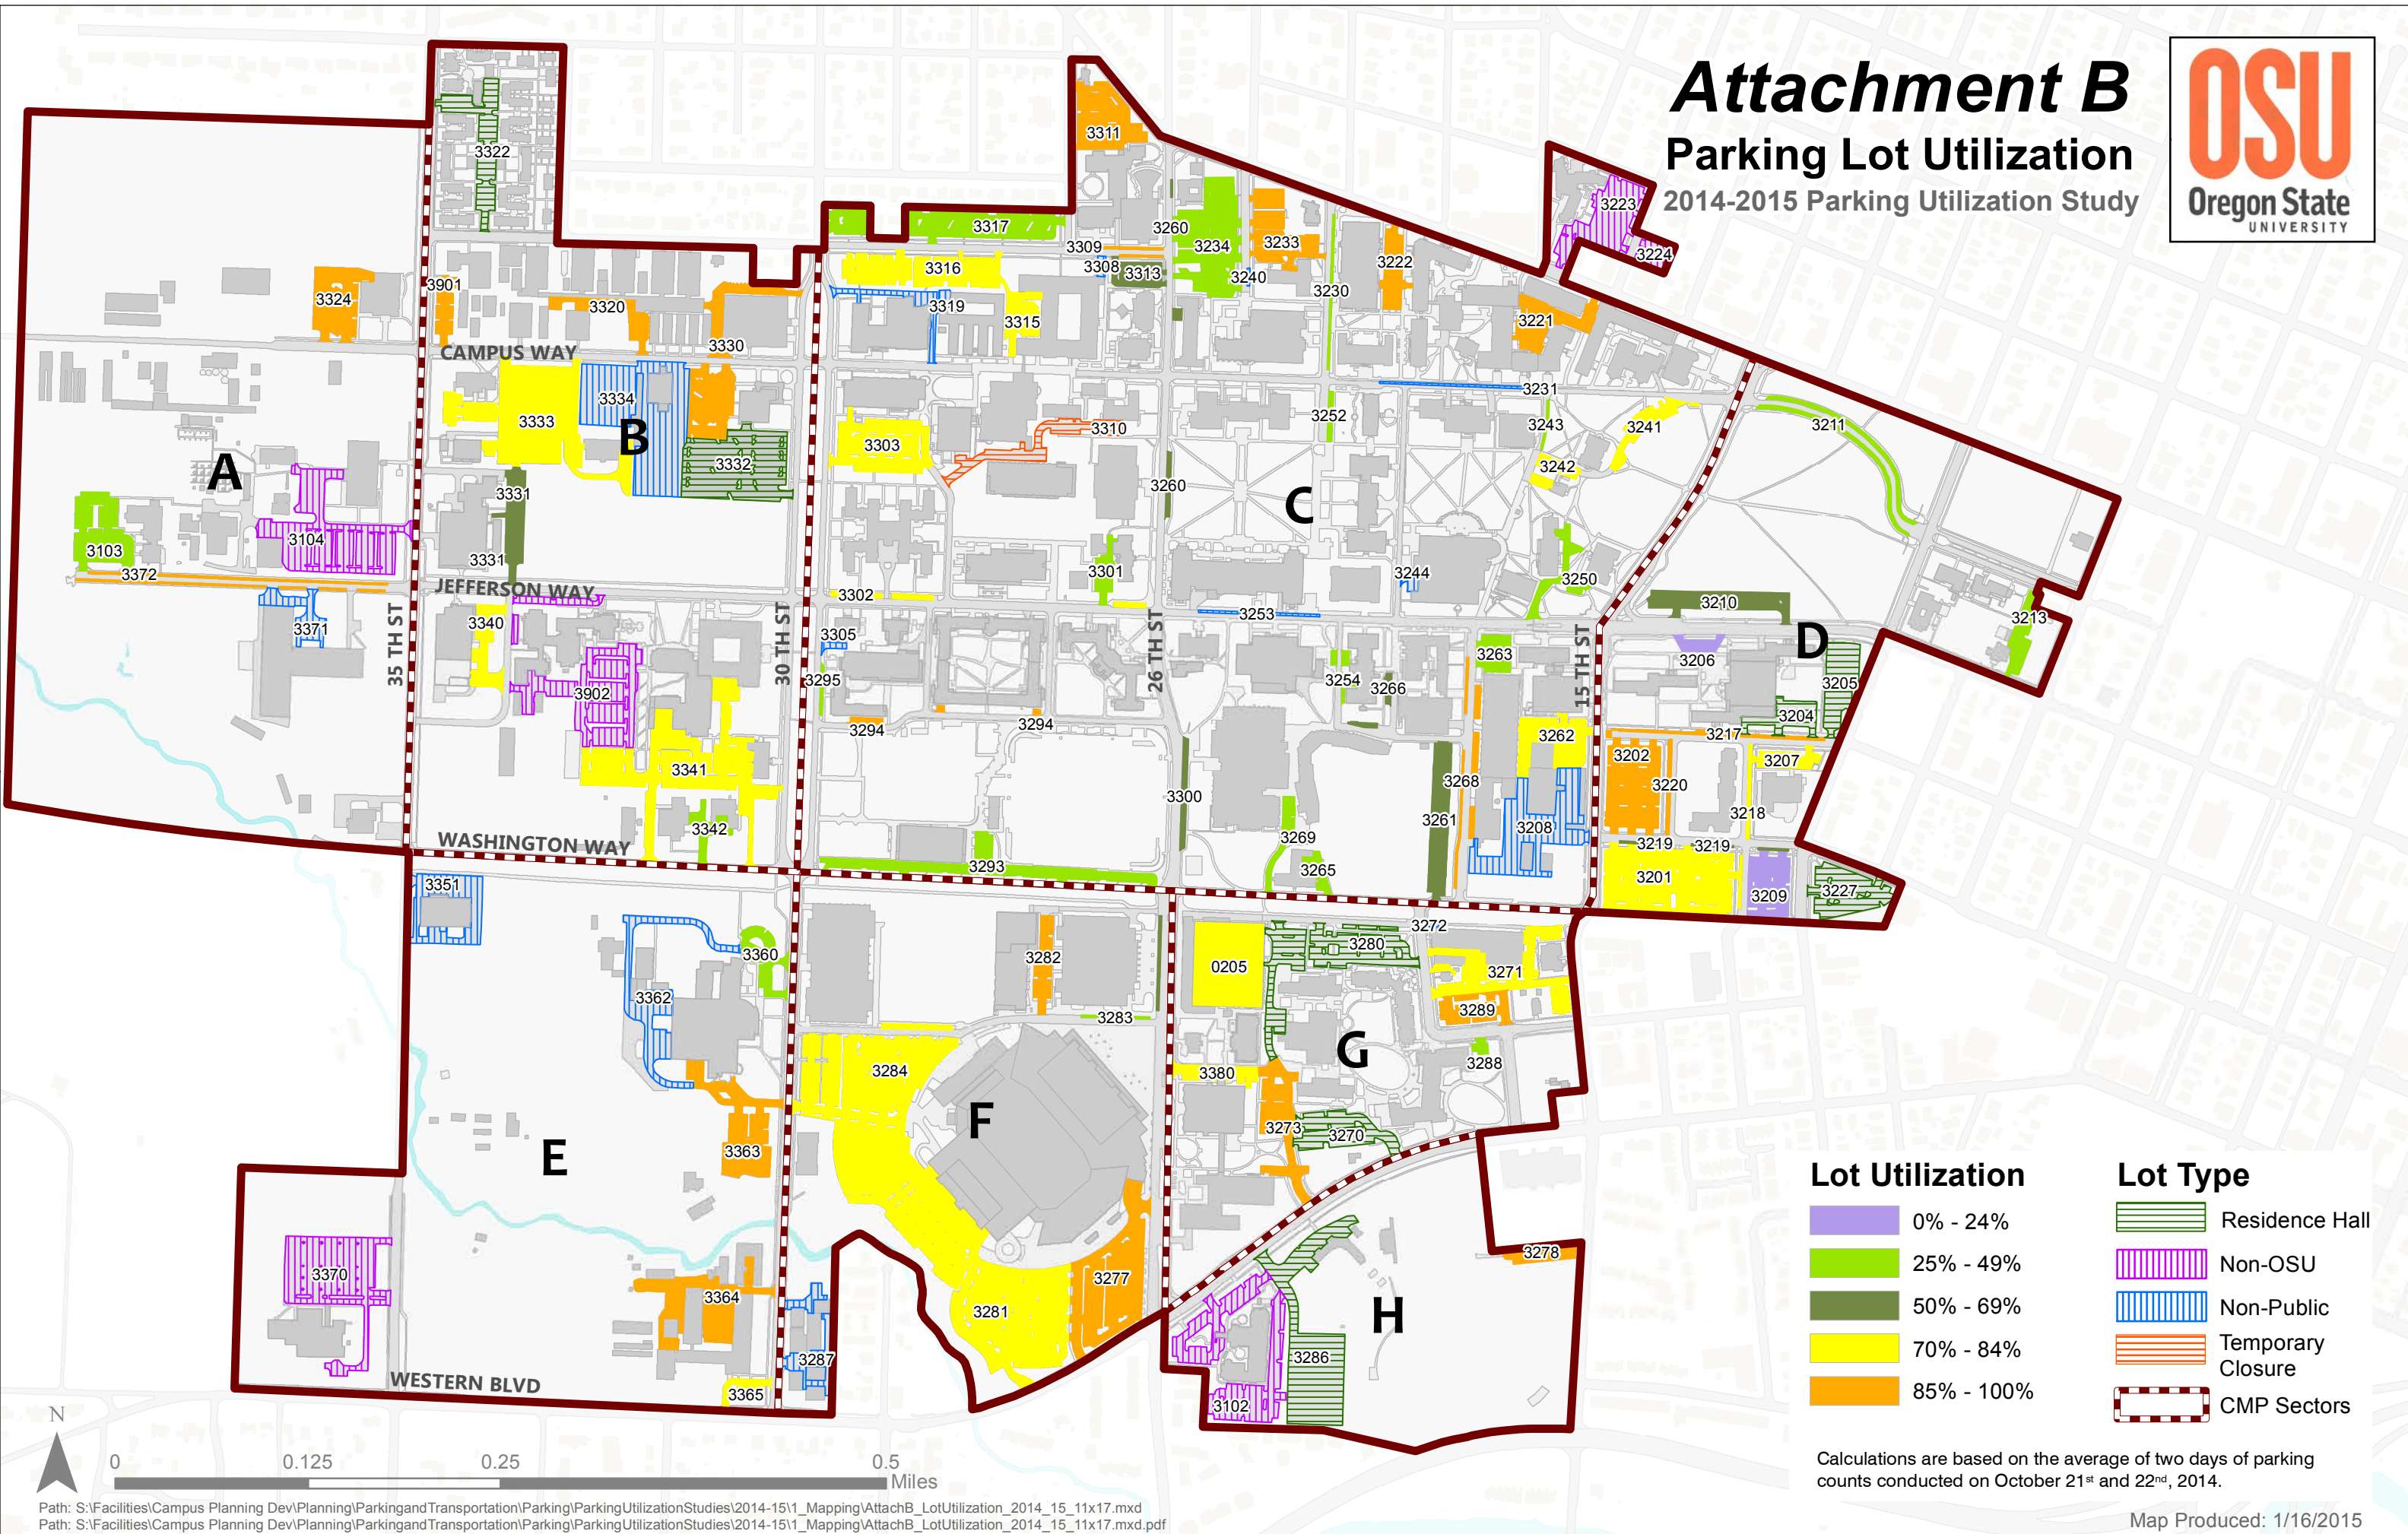 Attachment B
Parking Lot Utilization
2014-2015 Parking Utilization Study
OSU
Oregon State
UNIVERSITY
3322
3311
3223
3224
3317
3260
3309
3234
3233
3222
3240
3308
3313
3316
3230
3324
3901
3320
3319
3315
3221
3330
CAMPUS WAY
3231
3334
3333
B
3303
3310
3252
3243
3241
3211
3332
3242
A
3331
3260
C
3104
3103
3331
3301
3372
3244
3250
JEFFERSON WAY
3302
3253
3210
3213
3371
3340
3305
3263
D
3206
35 TH ST
30 TH ST
26 TH ST
15 TH ST
3902
3295
3254
3266
3205
3204
3294
3294
3262
3217
3202
3207
3341
3268
3220
3300
3342
3269
3261
3208
3218
WASHINGTON WAY
3219
3219
3293
3265
3201
3209
3227
3351
3272
3360
3282
0205
3280
3271
3362
3283
3289
G
3284
3380
3288
F
3273
3270
E
3363
3370
3364
3281
3277
3278
H
3287
3286
3365
3102
WESTERN BLVD
N
0
0.125
0.25
0.5
Miles
Lot Utilization
0% - 24%
25% - 49%
50% - 69%
70% - 84%
85% - 100%
Lot Type
Residence Hall
Non-OSU
Non-Public
Temporary
Closure
CMP Sectors
Calculations are based on the average of two days of parking
counts conducted on October 21st and 22nd, 2014.
Path: S:\Facilities\Campus Planning Dev\Planning\ParkingandTransportation\Parking\ParkingUtilizationStudies\2014-15\1_Mapping\AttachB_LotUtilization_2014_15_11x17.mxd
Path: S:\Facilities\Campus Planning Dev\Planning\ParkingandTransportation\Parking\ParkingUtilizationStudies\2014-15\1_Mapping\AttachB_LotUtilization_2014_15_11x17.mxd.pdf
Map Produced: 1/16/2015